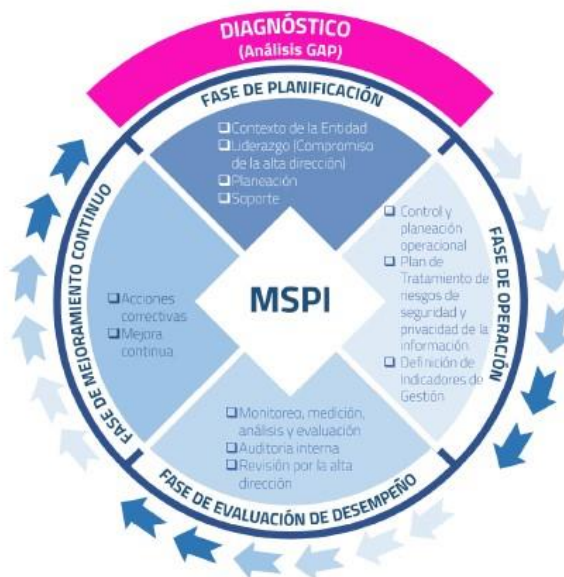 DIAGNÓSTICO
(Análisis GAP)
FASE DE PLANIFICACIÓN
❑Contexto de la Entidad
❑Liderazgo (Compromiso
de la alta dirección)
❑Planeación
❑Soporte
FASE DE OPERACIÓN
❑ Control y
planeación
operacional
❑ Plan de
Tratamiento de
riesgos de
seguridad y
privacidad de la
información.
❑ Definición de
Indicadores de
Gestión.
MSPI
FASE DE EVALUACIÓN DE DESEMPEÑO
❑Monitoreo, medición,
análisis y evaluación
❑Auditoria interna
❑Revisión por la alta
dirección
FASE DE MEJORAMIENTO CONTINUO
❑Acciones
correctivas
❑Mejora
continua